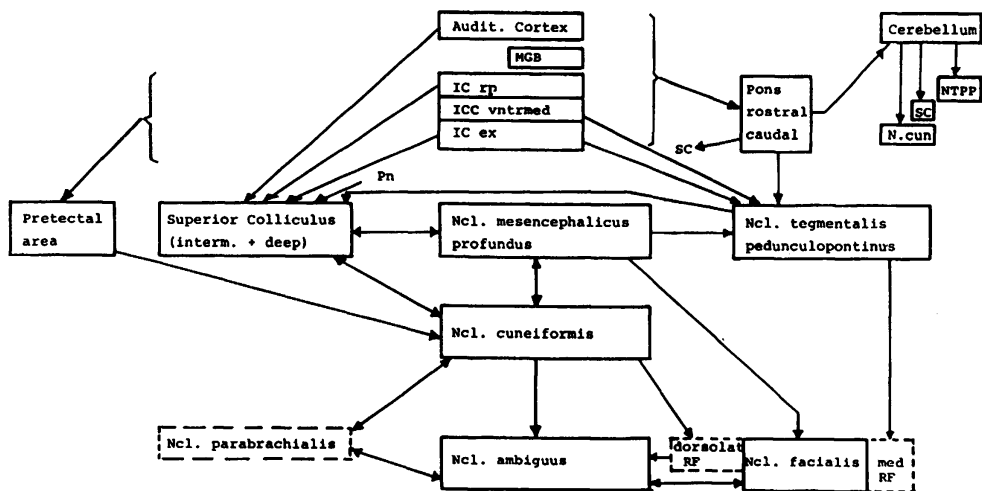 Audit. Cortex
MGB
IC rp
ICC vntrmed
IC ex
Pons
rostral
caudal
Cerebellum
NTPP
SC
N.cun
SC
Pn
Pretectal
area
Superior Colliculus
(interm. + deep)
Ncl. mesencephalicus
profundus
Ncl. tegmentalis
pedunculopontinus
Ncl. cuneiformis
Ncl. parabrachialis
Ncl. ambiguus
dorsolat
RF
Ncl. facialis
med
RF